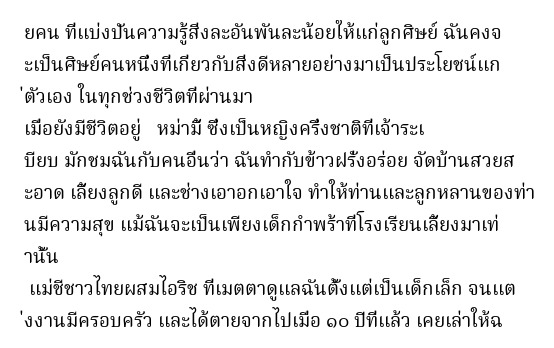 ยคน ที่แบ่งปันความรู้สิ่งละอันพันละน้อยให้แก่ลูกศิษย์ ฉันคงจ
ะเป็นศิษย์คนหนึ่งที่เกี่ยวกับสิ่งดีหลายอย่างมาเป็นประโยชน์แก
่ตัวเอง ในทุกช่วงชีวิตที่ผ่านมา
เมื่อยังมีชีวิตอยู่ หม่ามี้ ซึ่งเป็นหญิงครึ่งชาติที่เจ้าระเ
บียบ มักชมฉันกับคนอื่นว่า ฉันทำกับข้าวฝรั่งอร่อย จัดบ้านสวยส
ะอาด เลี้ยงลูกดี และช่างเอาอกเอาใจ ทำให้ท่านและลูกหลานของท่า
นมีความสุข แม้ฉันจะเป็นเพียงเด็กกำพร้าที่โรงเรียนเลี้ยงมาเท่
านั้น
แม่ชีชาวไทยผสมไอริช ที่เมตตาดูแลฉันตั้งแต่เป็นเด็กเล็ก จนแต
่งงานมีครอบครัว และได้ตายจากไปเมื่อ ๑๐ ปีที่แล้ว เคยเล่าให้ฉ